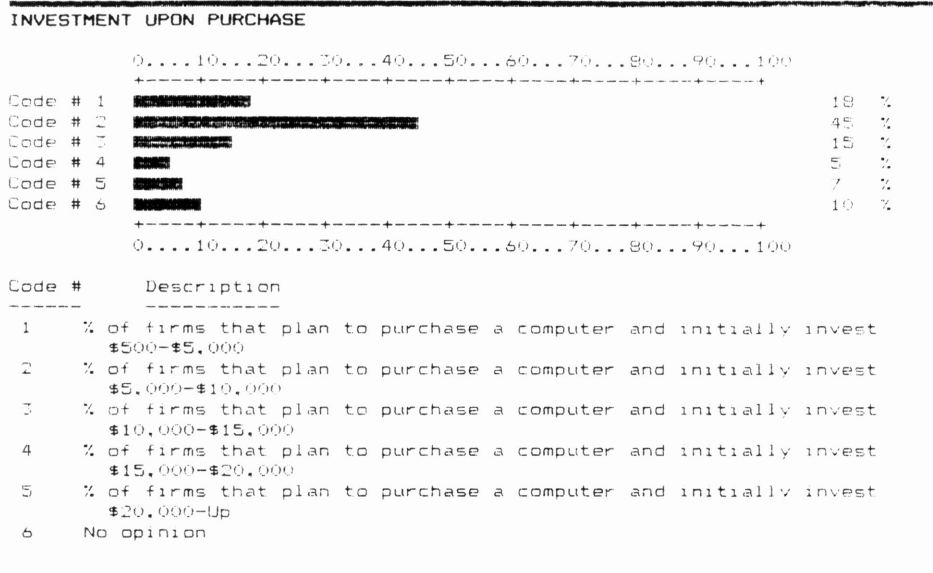 INVESTMENT UPON PURCHASE
0....10...20...30...40...50...60...70...80...90...100
+-----+----+----+----+----+----+----+----+----+----+
Code # 1 18 %
Code # 2 45 %
Code # 3 15 %
Code # 4 5 %
Code # 5 7 %
Code # 6 10 %
+-----+----+----+----+----+----+----+----+----+----+
0....10...20...30...40...50...60...70...80...90...100
Code # Description
------ -----------
1 % of firms that plan to purchase a computer and initially invest
$500-$5,000
2 % of firms that plan to purchase a computer and initially invest
$5,000-$10,000
3 % of firms that plan to purchase a computer and initially invest
$10,000-$15,000
4 % of firms that plan to purchase a computer and initially invest
$15,000-$20,000
5 % of firms that plan to purchase a computer and initially invest
$20,000-Up
6 No opinion